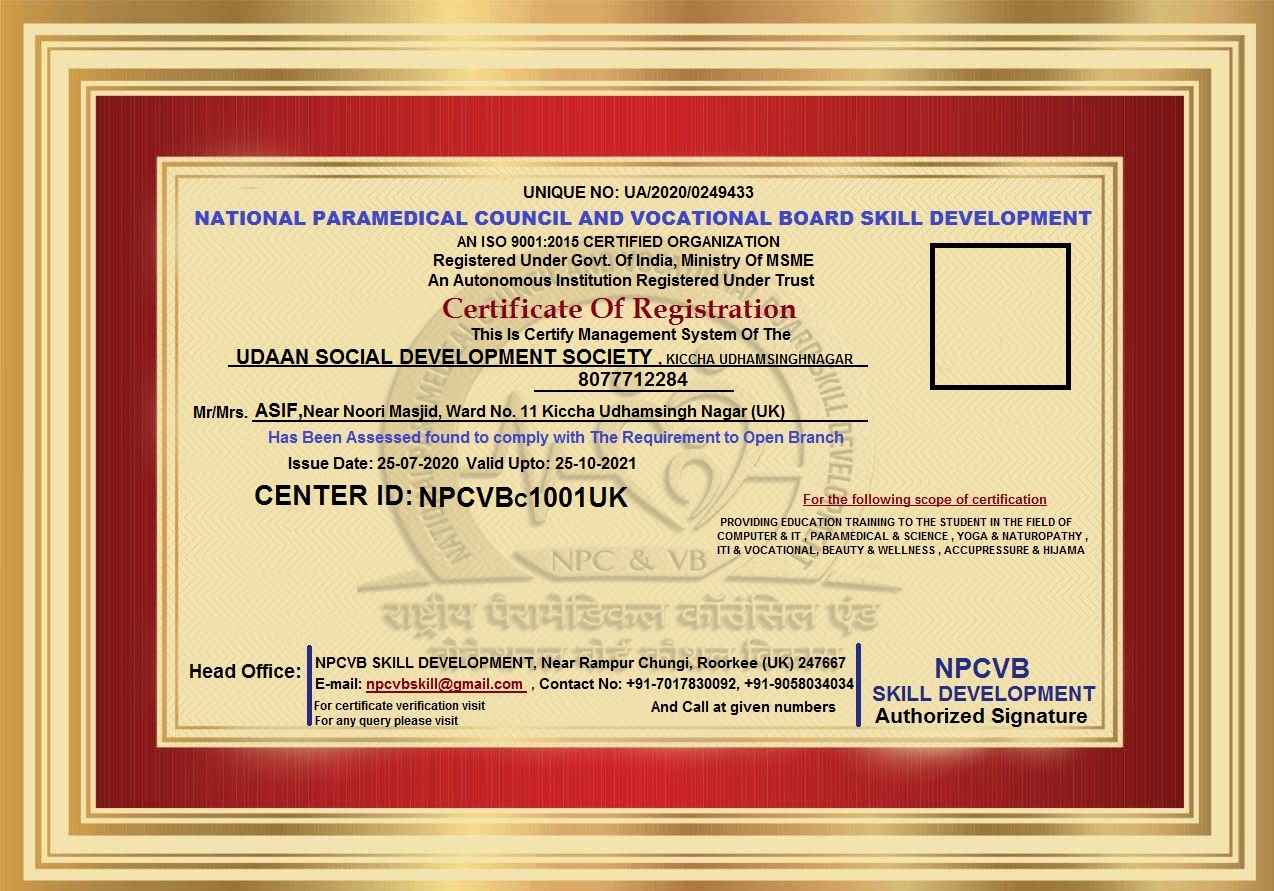 UNIQUE NO: UA/2020/0249433
NATIONAL PARAMEDICAL COUNCIL AND VOCATIONAL BOARD SKILL DEVELOPMENT
AN ISO 9001:2015 CERTIFIED ORGANIZATION
Registered Under Govt. Of India, Ministry Of MSME
An Autonomous Institution Registered Under Trust
Certificate Of Registration
This Is Certify Management System Of The
UDAAN SOCIAL DEVELOPMENT SOCIETY , KICCHA UDHAMSINGHNAGAR
8077712284
Mr/Mrs. ASIF,Near Noori Masjid, Ward No. 11 Kiccha Udhamsingh Nagar (UK)
Has Been Assessed found to comply with The Requirement to Open Branch
Issue Date: 25-07-2020 Valid Upto: 25-10-2021
CENTER ID: NPCVBc1001UK
For the following scope of certification
PROVIDING EDUCATION TRAINING TO THE STUDENT IN THE FIELD OF
COMPUTER & IT , PARAMEDICAL & SCIENCE , YOGA & NATUROPATHY ,
ITI & VOCATIONAL, BEAUTY & WELLNESS , ACCUPRESSURE & HIJAMA
NPC & VB
राष्ट्रीय पैरामेडिकल कॉउंसिल एंड
Head Office:
NPCVB SKILL DEVELOPMENT, Near Rampur Chungi, Roorkee (UK) 247667
E-mail: npcvbskill@gmail.com , Contact No: +91-7017830092, +91-9058034034
For certificate verification visit And Call at given numbers
For any query please visit
NPCVB
SKILL DEVELOPMENT
Authorized Signature